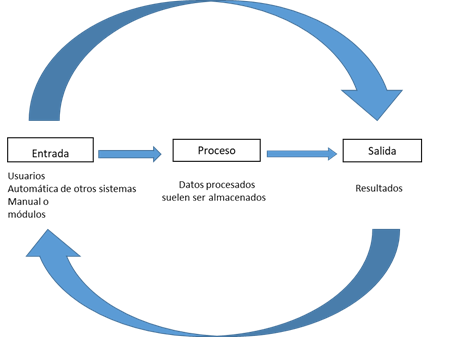 Entrada
Proceso
Salida
Usuarios
Automática de otros sistemas
Manual o
módulos
Datos procesados
suelen ser almacenados
Resultados